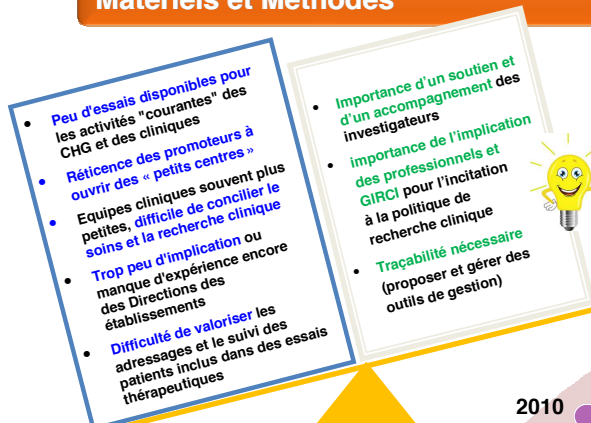 Matériels et Méthodes
• Peu d'essais disponibles pour
les activités "courantes" des
CHG et des cliniques
• Réticence des promoteurs à
ouvrir des « petits centres »
• Equipes cliniques souvent plus
petites, difficile de concilier le
soins et la recherche clinique
• Trop peu d'implication ou
manque d'expérience encore
des Directions des
établissements
• Difficulté de valoriser les
adressages et le suivi des
patients inclus dans des essais
thérapeutiques
• Importance d'un soutien et
d'un accompagnement des
investigateurs
• importance de l'implication
des professionnels et
GIRCI pour l'incitation
à la politique de
recherche clinique
• Traçabilité nécessaire
(proposer et gérer des
outils de gestion)
2010